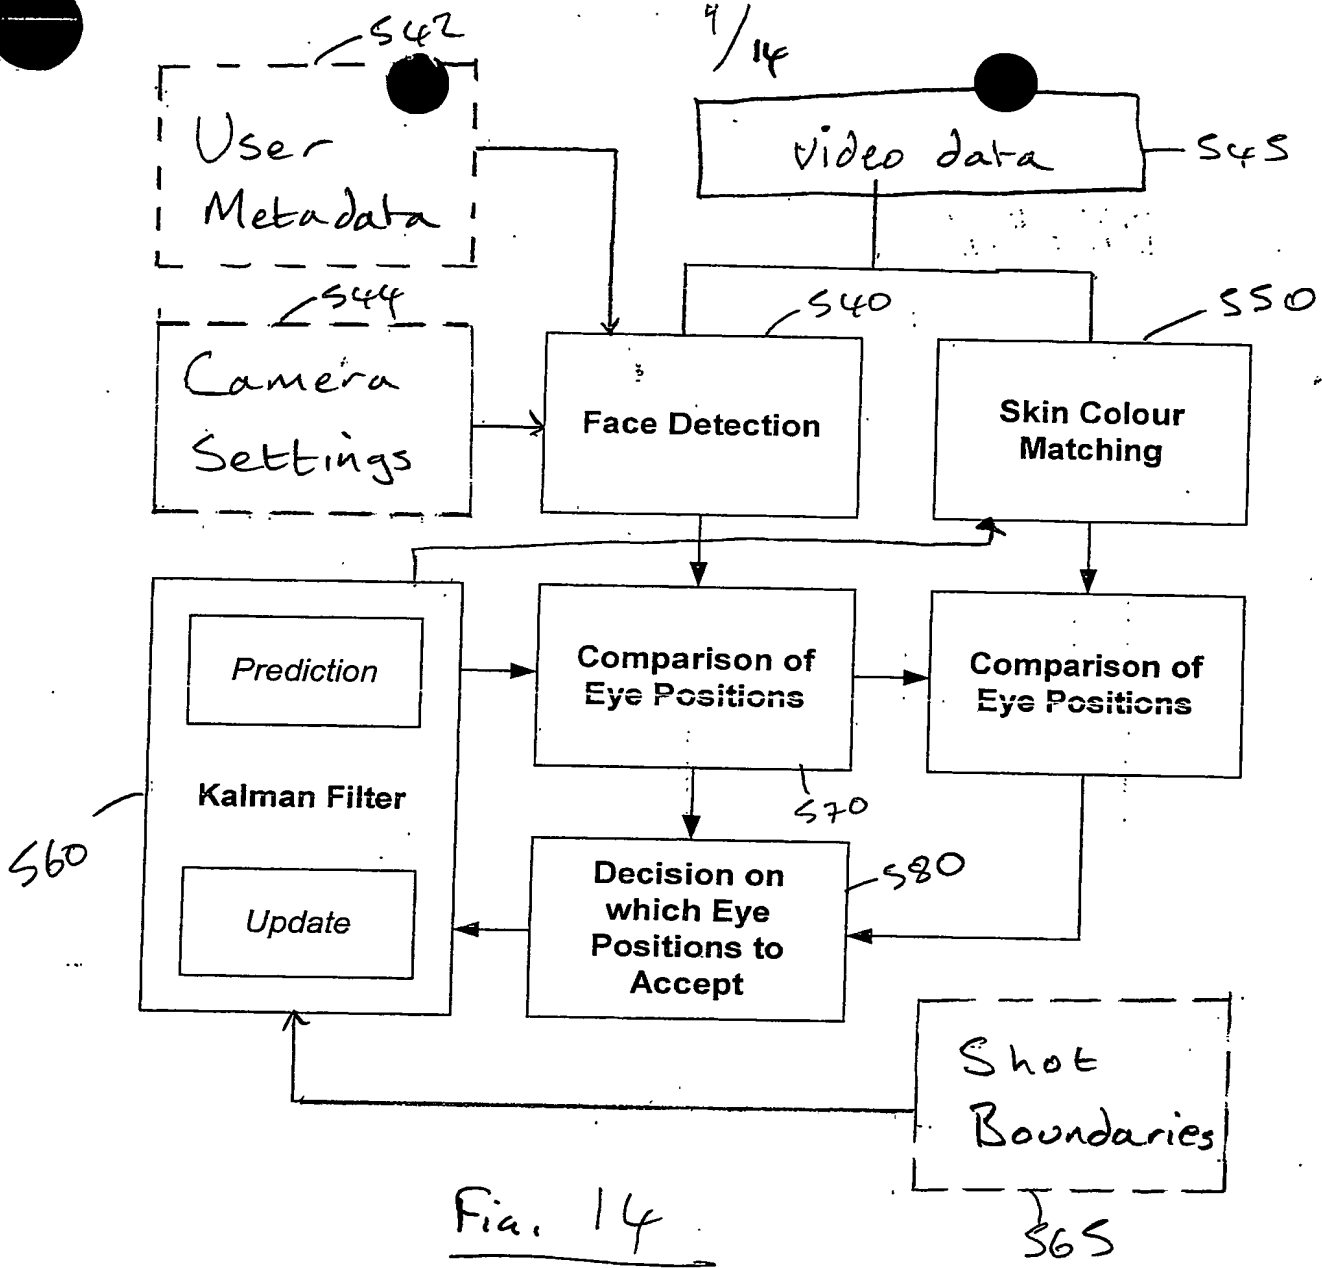 542
9/14
User
Metadata
video data
545
544
540
550
Camera
Settings
Face Detection
Skin Colour
Matching
Prediction
Comparison of
Eye Positions
Comparison of
Eye Positions
Kalman Filter
570
560
Update
Decision on
which Eye
Positions to
Accept
580
Shot
Boundaries
Fig. 14
565